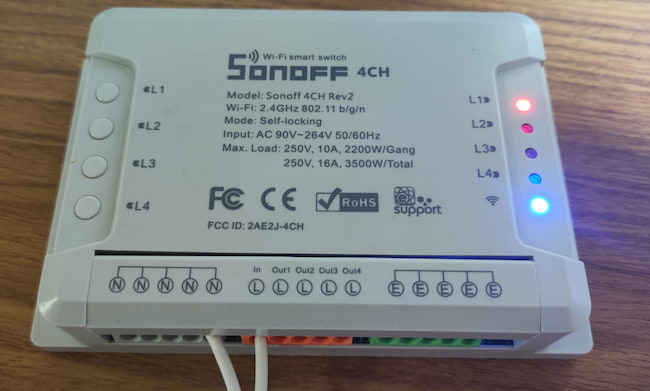 Wi-Fi smart switch
SONOFF 4CH
Model: Sonoff 4CH Rev2
Wi-Fi: 2.4GHz 802.11 b/g/n
Mode: Self-locking
Input: AC 90V~264V 50/60Hz
Max. Load: 250V, 10A, 2200W/Gang
250V, 16A, 3500W/Total
FC CE RoHS e support
FCC ID: 2AE2J-4CH
L1
L2
L3
L4
L1
L2
L3
L4
In Out1 Out2 Out3 Out4
N N N N N L L L L L E E E E E